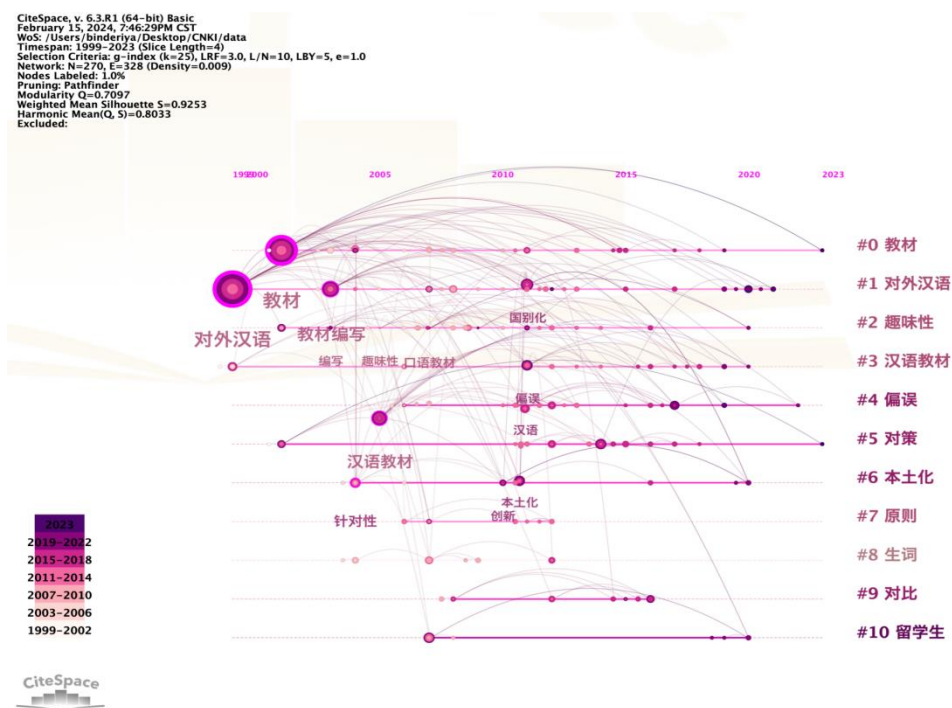 CiteSpace, v. 6.3.R1 (64-bit) Basic
February 15, 2024, 7:46:29PM CST
WoS: /Users/binderiya/Desktop/CNKI/data
Timespan: 1999-2023 (Slice Length=4)
Selection Criteria: g-index (k=25), LRF=3.0, L/N=10, LBY=5, e=1.0
Network: N=270, E=328 (Density=0.009)
Nodes Labeled: 1.0%
Pruning: Pathfinder
Modularity Q=0.7097
Weighted Mean Silhouette S=0.9253
Harmonic Mean(Q, S)=0.8033
Excluded:
1999 2000 2005 2010 2015 2020 2023
#0 教材
#1 对外汉语
教材
国别化
#2 趣味性
对外汉语 教材编写
编写 趣味性 口语教材
#3 汉语教材
偏误
#4 偏误
汉语
#5 对策
汉语教材
#6 本土化
本土化
针对性 创新
#7 原则
#8 生词
#9 对比
#10 留学生
2023
2019-2022
2015-2018
2011-2014
2007-2010
2003-2006
1999-2002
CiteSpace